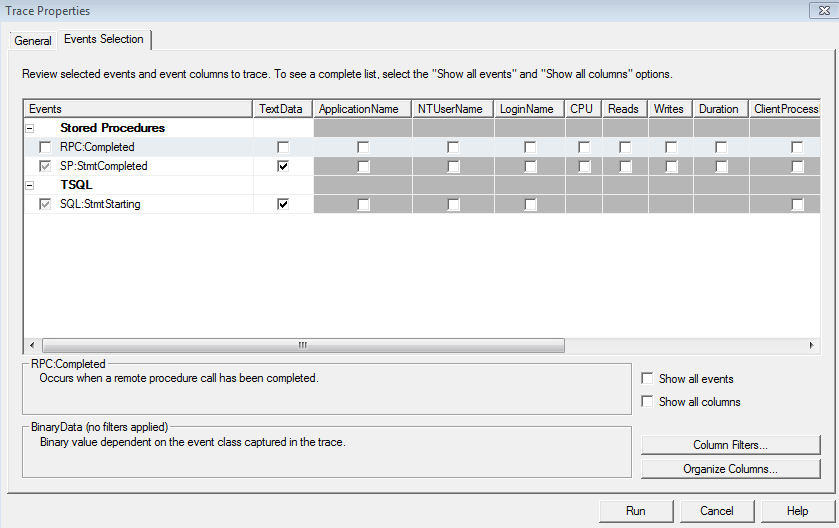 Trace Properties
General Events Selection
Review selected events and event columns to trace. To see a complete list, select the "Show all events" and "Show all columns" options.
Events TextData ApplicationName NTUserName LoginName CPU Reads Writes Duration ClientProcess
Stored Procedures
RPC:Completed
SP:StmtCompleted
TSQL
SQL:StmtStarting
RPC:Completed
Occurs when a remote procedure call has been completed.
Show all events
Show all columns
BinaryData (no filters applied)
Binary value dependent on the event class captured in the trace.
Column Filters...
Organize Columns...
Run Cancel Help